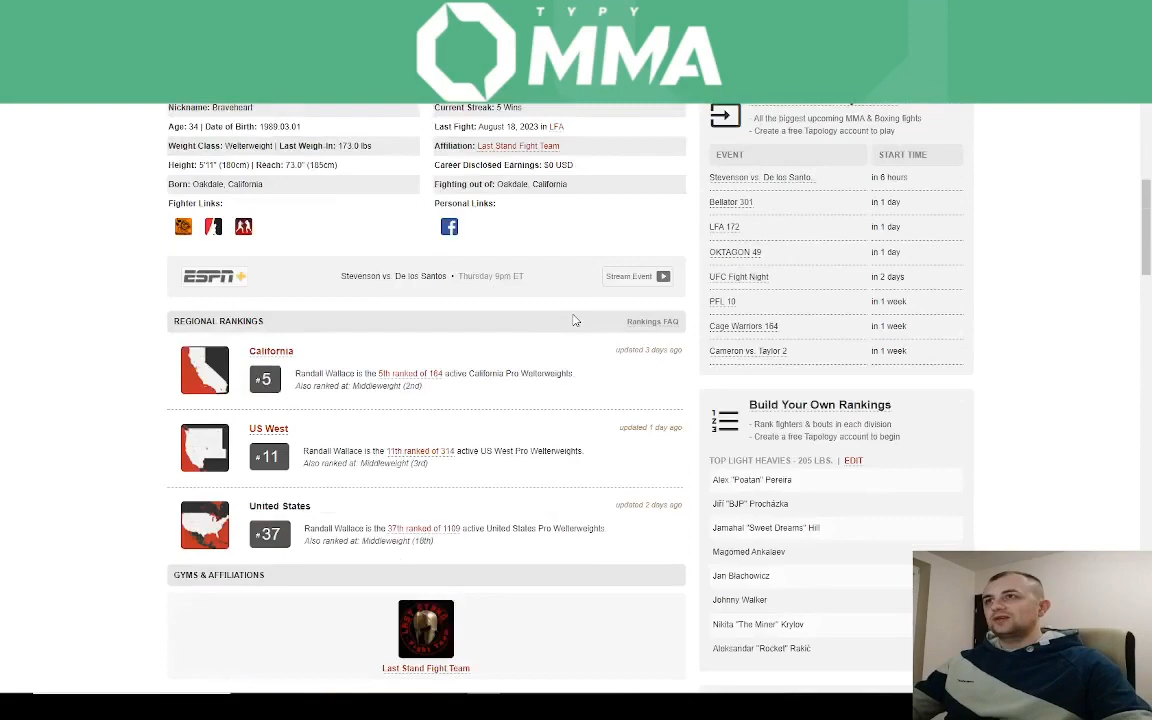 TYPY
MMA
Nickname: Braveheart
Current Streak: 5 Wins
Age: 34 | Date of Birth: 1989.03.01
Last Fight: August 18, 2023 in LFA
Weight Class: Welterweight | Last Weigh-In: 173.0 lbs
Affiliation: Last Stand Fight Team
Height: 5'11" (180cm) | Reach: 73.0" (185cm)
Career Disclosed Earnings: $0 USD
Born: Oakdale, California
Fighting out of: Oakdale, California
Fighter Links:
Personal Links:
ESPN+
Stevenson vs. De los Santos • Thursday 9pm ET
Stream Event
REGIONAL RANKINGS
Rankings FAQ
California
updated 3 days ago
#5
Randall Wallace is the 5th ranked of 164 active California Pro Welterweights.
Also ranked at: Middleweight (2nd)
US West
updated 1 day ago
#11
Randall Wallace is the 11th ranked of 314 active US West Pro Welterweights.
Also ranked at: Middleweight (3rd)
United States
updated 2 days ago
#37
Randall Wallace is the 37th ranked of 1109 active United States Pro Welterweights.
Also ranked at: Middleweight (18th)
GYMS & AFFILIATIONS
LAST STAND
FIGHT TEAM
Last Stand Fight Team
- All the biggest upcoming MMA & Boxing fights
- Create a free Tapology account to play
EVENT START TIME
Stevenson vs. De los Santo... in 6 hours
Bellator 301 in 1 day
LFA 172 in 1 day
OKTAGON 49 in 1 day
UFC Fight Night in 2 days
PFL 10 in 1 week
Cage Warriors 164 in 1 week
Cameron vs. Taylor 2 in 1 week
Build Your Own Rankings
- Rank fighters & bouts in each division
- Create a free Tapology account to begin
TOP LIGHT HEAVIES - 205 LBS. | EDIT
Alex "Poatan" Pereira
Jiří "BJP" Procházka
Jamahal "Sweet Dreams" Hill
Magomed Ankalaev
Jan Blachowicz
Johnny Walker
Nikita "The Miner" Krylov
Aleksandar "Rocket" Rakić